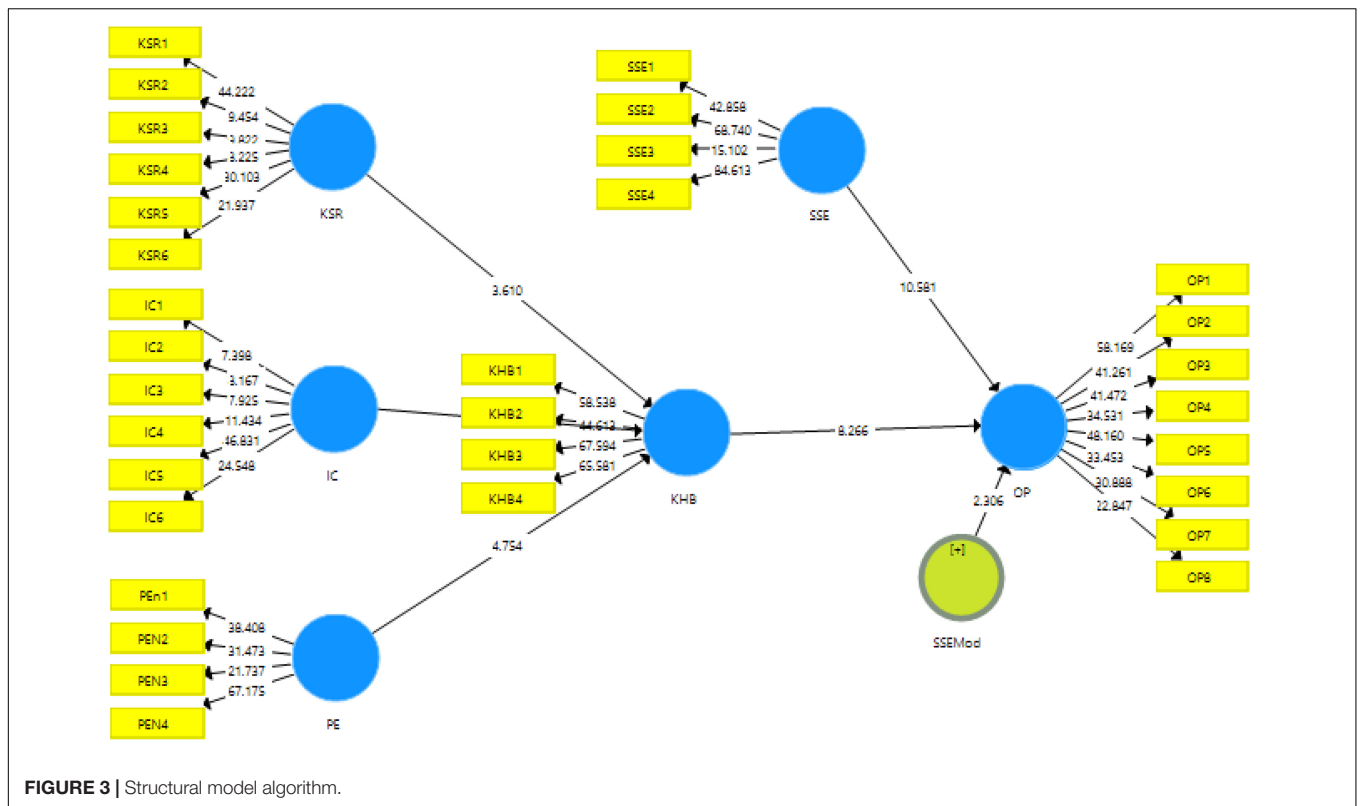 KSR1
KSR2
KSR3
KSR4
KSR5
KSR6
44.222
9.454
3.225
30.103
21.937
KSR
SSE1
SSE2
SSE3
SSE4
42.858
68.740
15.102
84.613
SSE
3.610
10.581
IC1
IC2
IC3
IC4
IC5
IC6
7.398
3.167
7.925
11.434
46.831
24.548
IC
KHB1
KHB2
KHB3
KHB4
58.538
44.613
67.594
65.581
KHB
8.266
OP1
OP2
OP3
OP4
OP5
OP6
OP7
OP8
58.169
41.261
41.472
34.531
48.160
33.453
30.888
22.847
OP
2.306
[+]
SSEMod
4.754
PEn1
PEN2
PEN3
PEN4
38.408
31.473
21.737
67.175
PE
FIGURE 3 | Structural model algorithm.